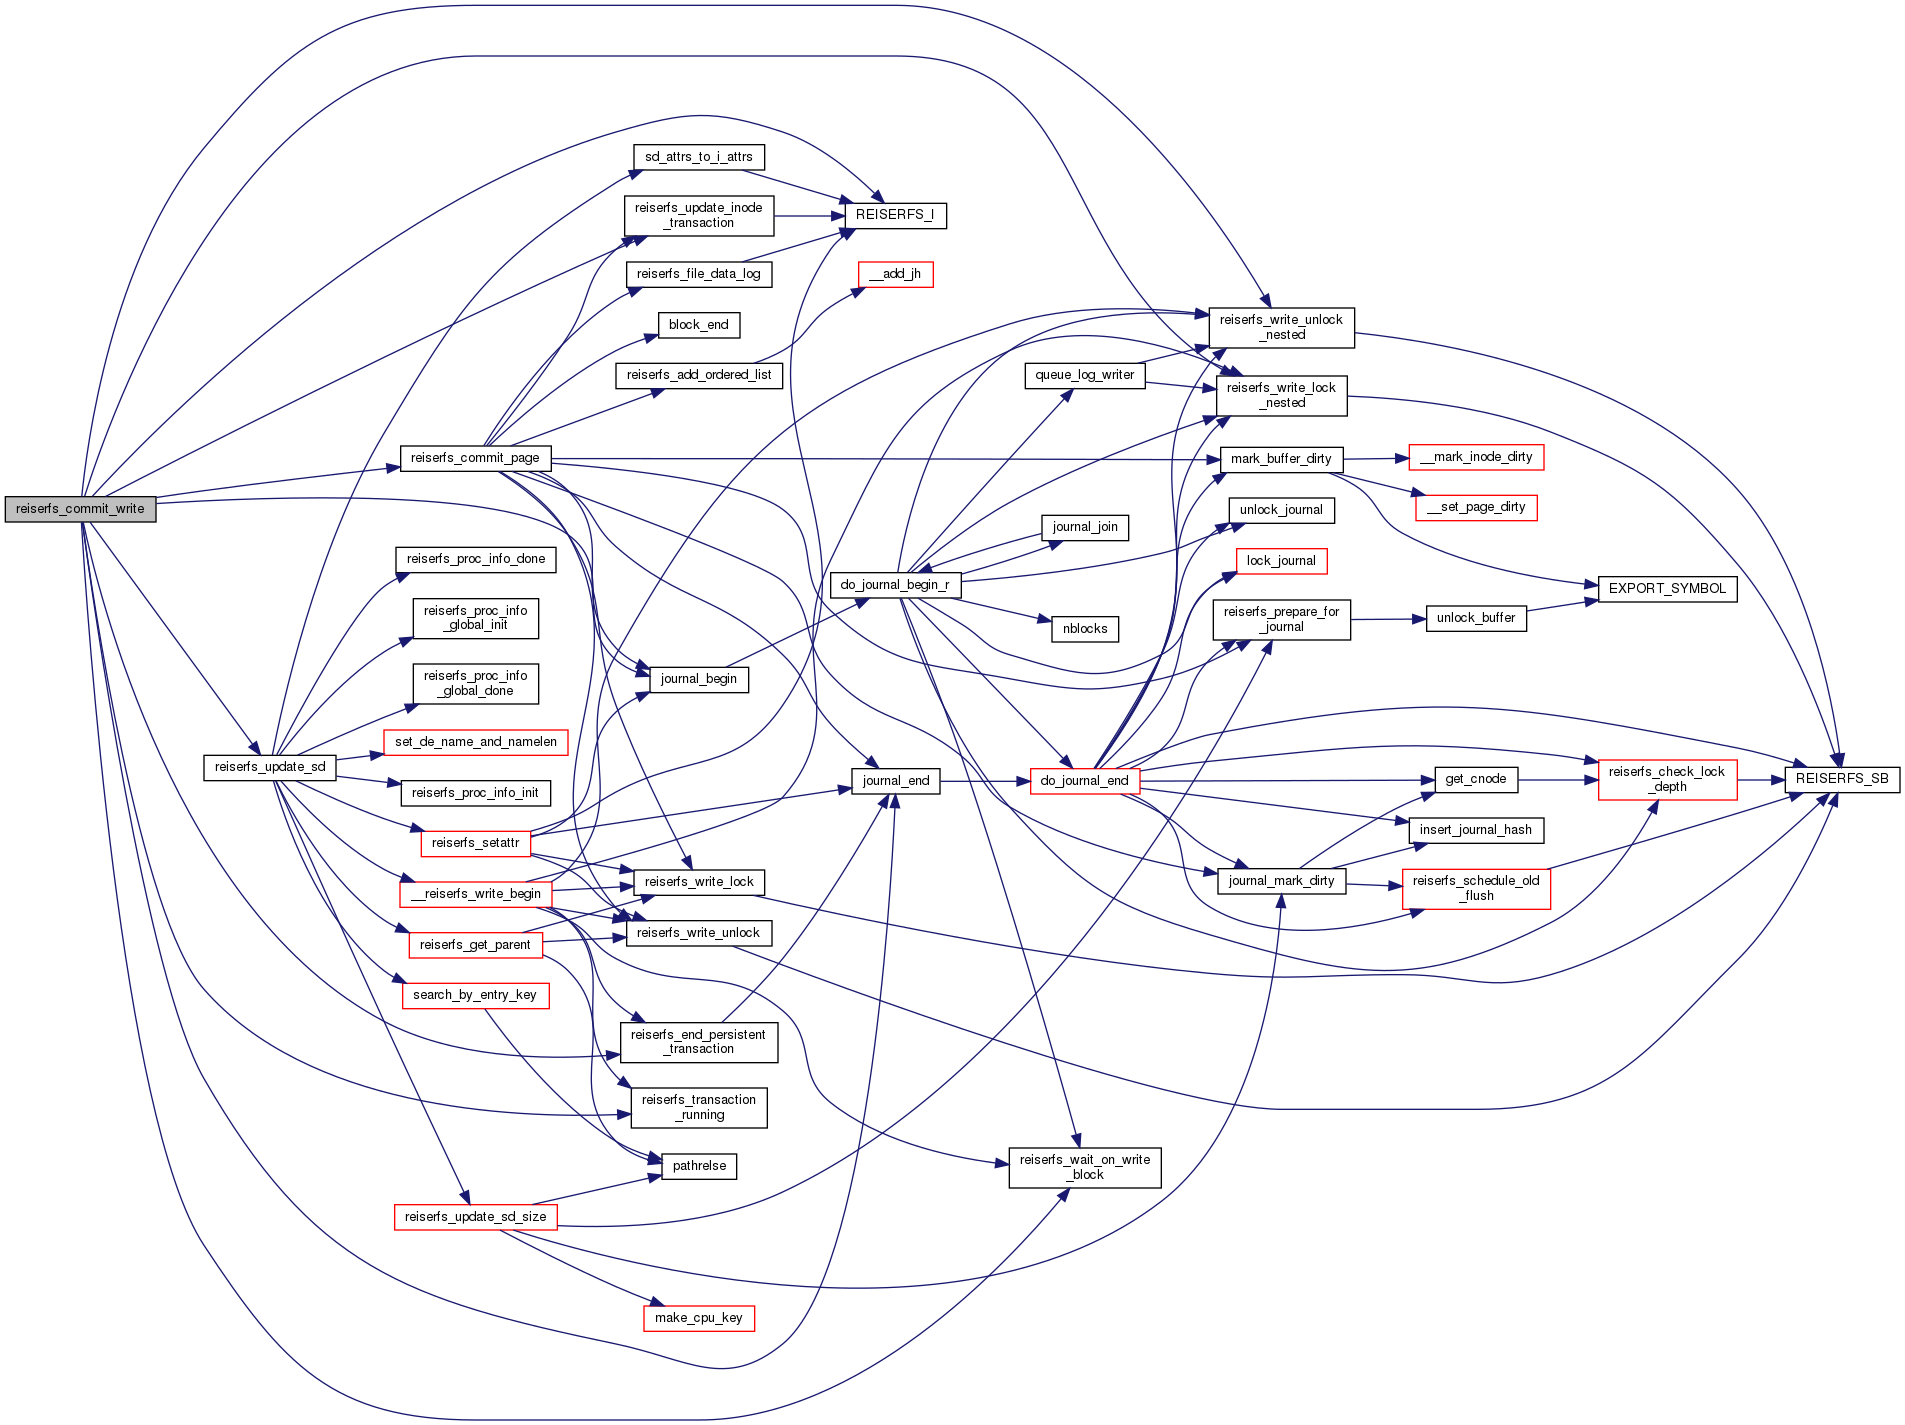 sd_attrs_to_i_attrs
reiserfs_update_inode
_transaction
REISERFS_I
reiserfs_file_data_log
__add_jh
block_end
reiserfs_write_unlock
_nested
reiserfs_add_ordered_list
queue_log_writer
reiserfs_write_lock
_nested
reiserfs_commit_page
mark_buffer_dirty
__mark_inode_dirty
reiserfs_commit_write
__set_page_dirty
unlock_journal
journal_join
reiserfs_proc_info_done
lock_journal
do_journal_begin_r
EXPORT_SYMBOL
reiserfs_proc_info
_global_init
nblocks
reiserfs_prepare_for
_journal
unlock_buffer
reiserfs_proc_info
_global_done
journal_begin
set_de_name_and_namelen
reiserfs_update_sd
reiserfs_proc_info_init
journal_end
do_journal_end
get_cnode
reiserfs_check_lock
_depth
REISERFS_SB
insert_journal_hash
reiserfs_setattr
reiserfs_write_lock
journal_mark_dirty
reiserfs_schedule_old
_flush
__reiserfs_write_begin
reiserfs_write_unlock
reiserfs_get_parent
search_by_entry_key
reiserfs_end_persistent
_transaction
reiserfs_transaction
_running
pathrelse
reiserfs_wait_on_write
_block
reiserfs_update_sd_size
make_cpu_key